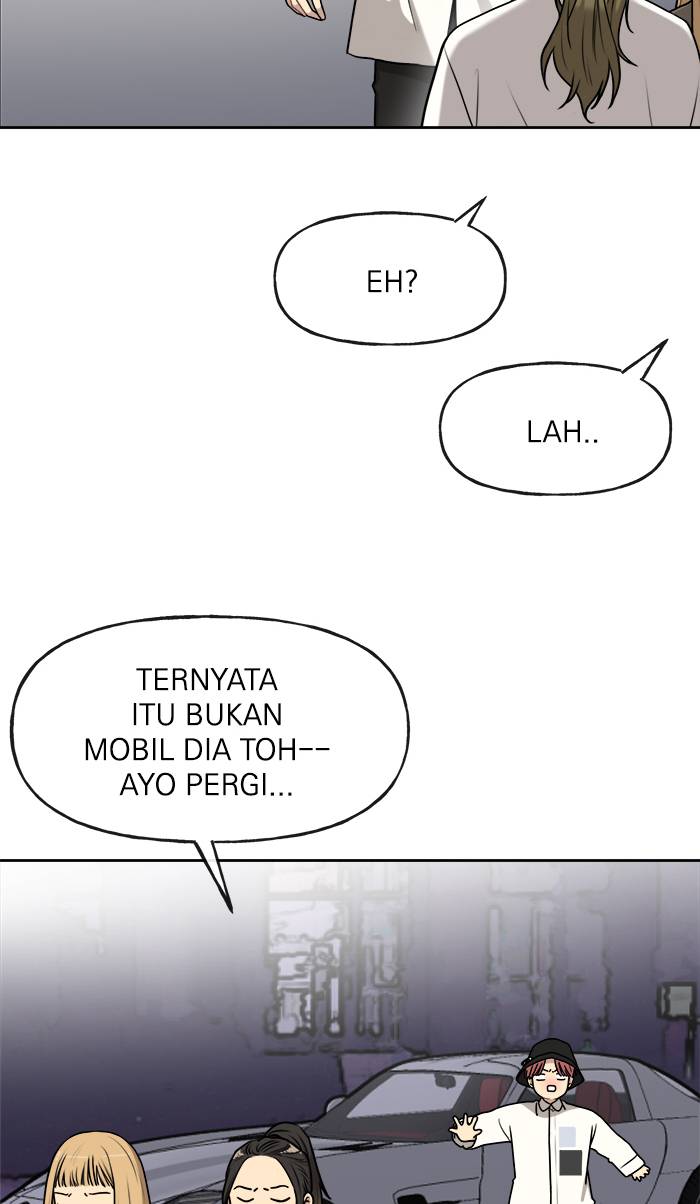 EH?
LAH..
TERNYATA
ITU BUKAN
MOBIL DIA TOH--
AYO PERGI...